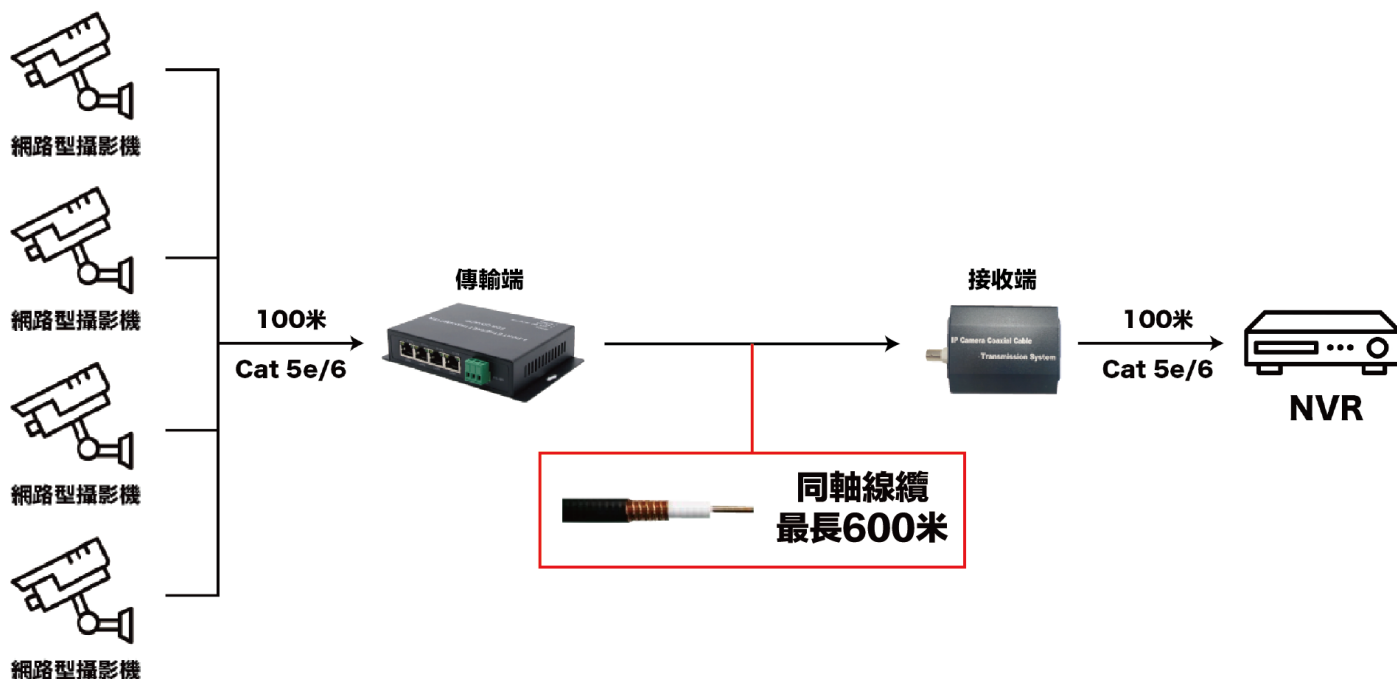 網路型攝影機
網路型攝影機
網路型攝影機
網路型攝影機
100米
Cat 5e/6
傳輸端
同軸線纜
最長600米
接收端
IP Camera Coaxial Cable
Transmission System
100米
Cat 5e/6
NVR